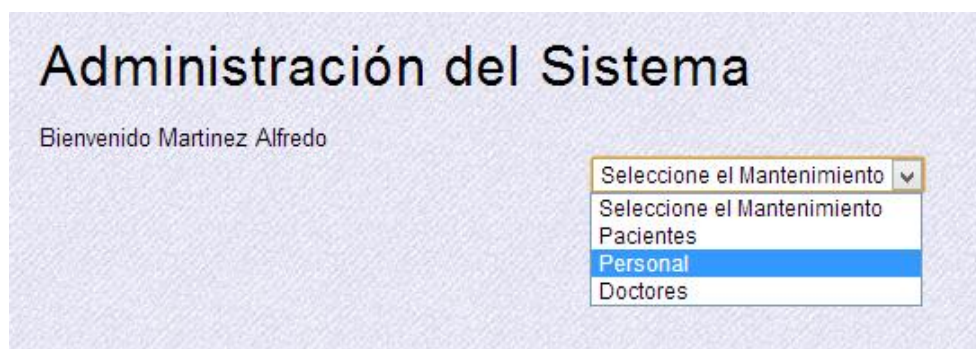 Administración del Sistema
Bienvenido Martinez Alfredo
Seleccione el Mantenimiento
Seleccione el Mantenimiento
Pacientes
Personal
Doctores